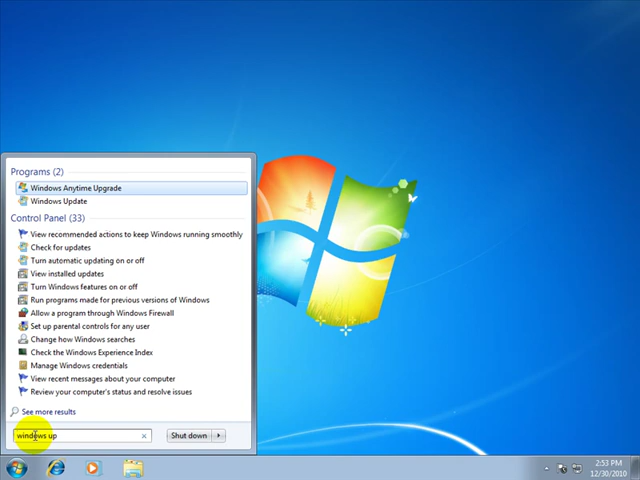 Programs (2)
Windows Anytime Upgrade
Windows Update
Control Panel (33)
View recommended actions to keep Windows running smoothly
Check for updates
Turn automatic updating on or off
View installed updates
Turn Windows features on or off
Run programs made for previous versions of Windows
Allow a program through Windows Firewall
Set up parental controls for any user
Change how Windows searches
Check the Windows Experience Index
Manage Windows credentials
View recent messages about your computer
Review your computer's status and resolve issues
See more results
windows up
Shut down
2:53 PM
12/30/2010